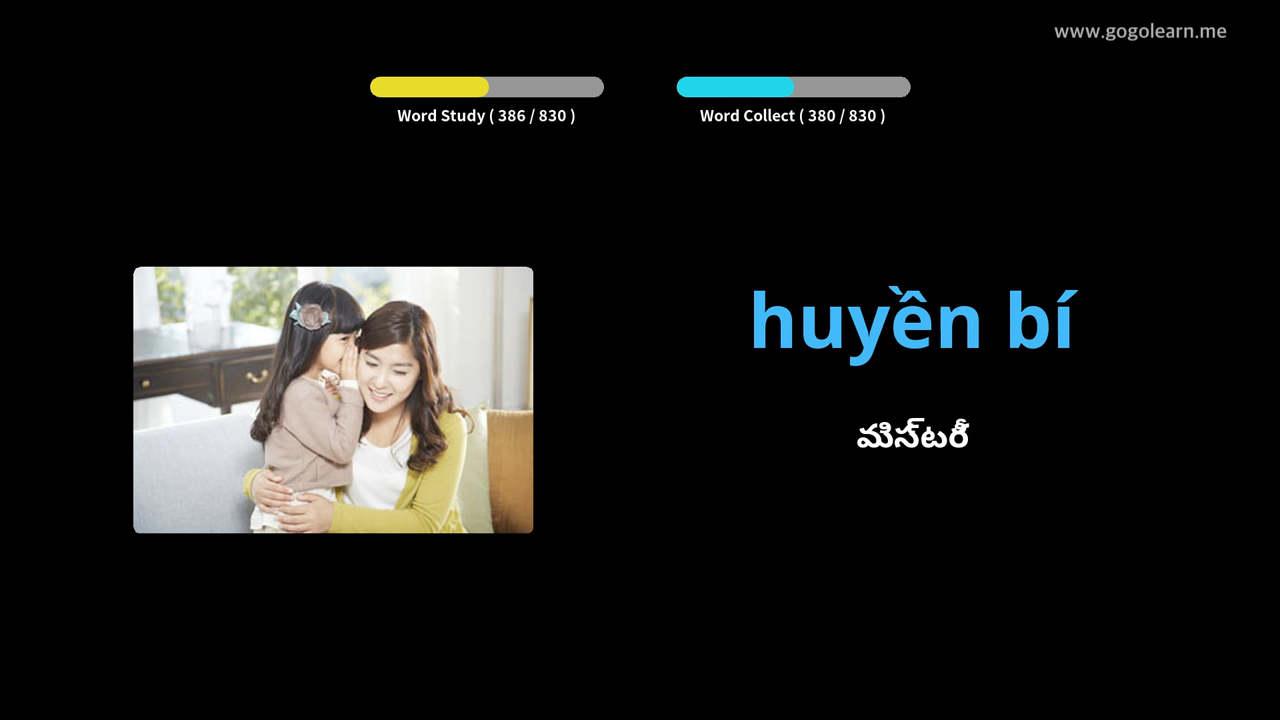 www.gogolearn.me
Word Study ( 386 / 830 )
Word Collect ( 380 / 830 )
huyền bí
మిస్టరీ